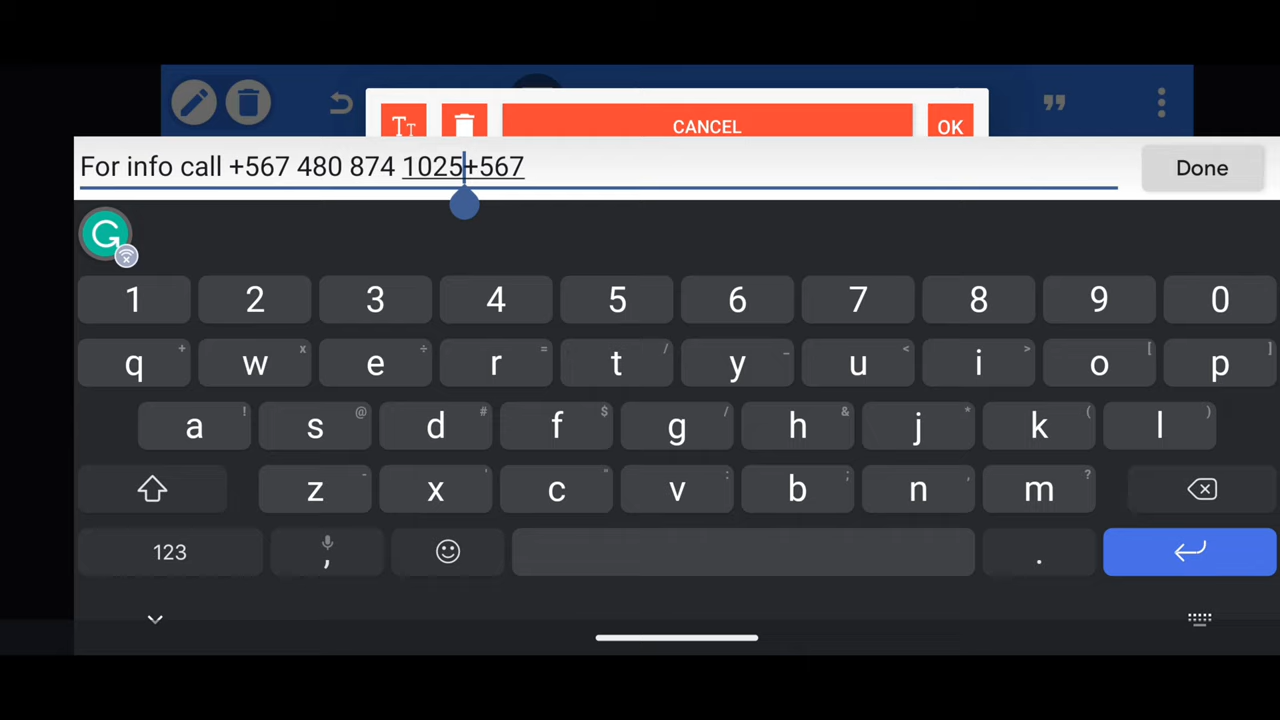 Tт
CANCEL
OK
For info call +567 480 874 1025+567
Done
1 2 3 4 5 6 7 8 9 0
q + w x e ÷ r = t / y _ u < i > o [ p ]
a ! s @ d # f $ g / h & j * k ( l )
z - x ' c " v : b ; n , m ?
123 , .